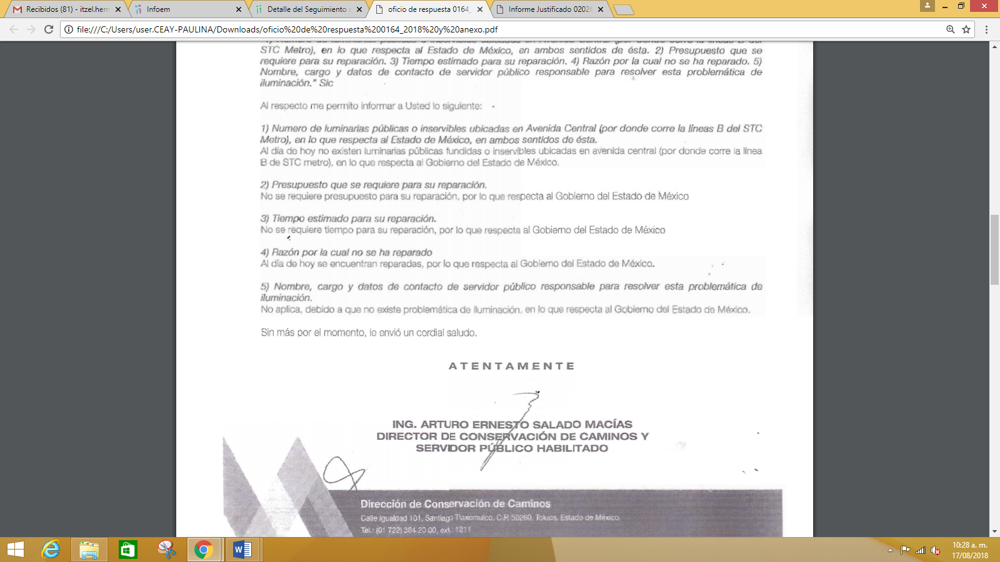 Recibidos (81) - itzel.hern
Infoem
Detalle del Seguimiento d
oficio de respuesta 0164_
Informe Justificado 02026
file:///C:/Users/user.CEAY-PAULINA/Downloads/oficio%20de%20respuesta%200164_2018%20y%20anexo.pdf
STC Metro), en lo que respecta al Estado de México, en ambos sentidos de ésta. 2) Presupuesto que se
requiere para su reparación. 3) Tiempo estimado para su reparación. 4) Razón por la cual no se ha reparado. 5)
Nombre, cargo y datos de contacto de servidor público responsable para resolver esta problemática de
iluminación." Sic
Al respecto me permito informar a Usted lo siguiente:
1) Numero de luminarias públicas o inservibles ubicadas en Avenida Central (por donde corre la líneas B del STC
Metro), en lo que respecta al Estado de México, en ambos sentidos de ésta.
Al día de hoy no existen luminarias públicas fundidas o inservibles ubicadas en avenida central (por donde corre la línea
B de STC metro), en lo que respecta al Gobierno del Estado de México.
2) Presupuesto que se requiere para su reparación.
No se requiere presupuesto para su reparación, por lo que respecta al Gobierno del Estado de México
3) Tiempo estimado para su reparación.
No se requiere tiempo para su reparación, por lo que respecta al Gobierno del Estado de México
4) Razón por la cual no se ha reparado
Al día de hoy se encuentran reparadas, por lo que respecta al Gobierno del Estado de México.
5) Nombre, cargo y datos de contacto de servidor público responsable para resolver esta problemática de
iluminación.
No aplica, debido a que no existe problemática de iluminación, en lo que respecta al Gobierno del Estado de México.
Sin más por el momento, le envió un cordial saludo.
ATENTAMENTE
ING. ARTURO ERNESTO SALADO MACÍAS
DIRECTOR DE CONSERVACIÓN DE CAMINOS Y
SERVIDOR PÚBLICO HABILITADO
Dirección de Conservación de Caminos
Calle Igualdad 101, Santiago Tlaxomulco, C.P. 50280, Toluca, Estado de México.
Tel.: (01 722) 384 20 00, ext.: 1211
10:28 a. m.
17/08/2018